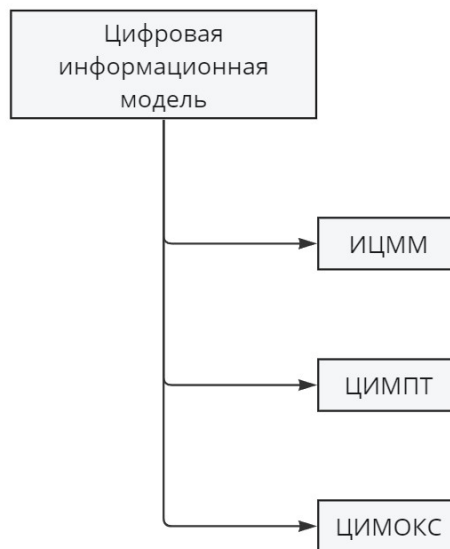 Цифровая
информационная
модель
ИЦММ
ЦИМПТ
ЦИМОКС